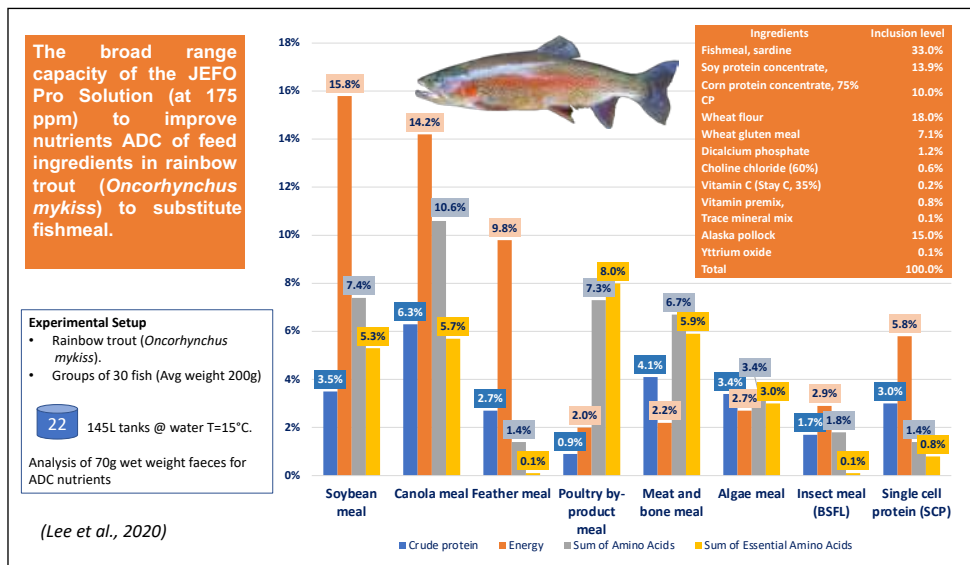 The broad range
capacity of the JEFO
Pro Solution (at 175
ppm) to improve
nutrients ADC of feed
ingredients in rainbow
trout (Oncorhynchus
mykiss) to substitute
fishmeal.
Experimental Setup
• Rainbow trout (Oncorhynchus
mykiss).
• Groups of 30 fish (Avg weight 200g)
22 145L tanks @ water T=15°C.
Analysis of 70g wet weight faeces for
ADC nutrients
(Lee et al., 2020)
18%
16%
14%
12%
10%
8%
6%
4%
2%
0%
3.5% 15.8% 7.4% 5.3%
6.3% 14.2% 10.6% 5.7%
2.7% 9.8% 1.4% 0.1%
0.9% 2.0% 7.3% 8.0%
4.1% 2.2% 6.7% 5.9%
3.4% 2.7% 3.4% 3.0%
1.7% 2.9% 1.8% 0.1%
3.0% 5.8% 1.4% 0.8%
Soybean
meal
Canola meal
Feather meal
Poultry by-
product
meal
Meat and
bone meal
Algae meal
Insect meal
(BSFL)
Single cell
protein (SCP)
Crude protein Energy Sum of Amino Acids Sum of Essential Amino Acids
Ingredients Inclusion level
Fishmeal, sardine 33.0%
Soy protein concentrate, 13.9%
Corn protein concentrate, 75%
CP 10.0%
Wheat flour 18.0%
Wheat gluten meal 7.1%
Dicalcium phosphate 1.2%
Choline chloride (60%) 0.6%
Vitamin C (Stay C, 35%) 0.2%
Vitamin premix, 0.8%
Trace mineral mix 0.1%
Alaska pollock 15.0%
Yttrium oxide 0.1%
Total 100.0%